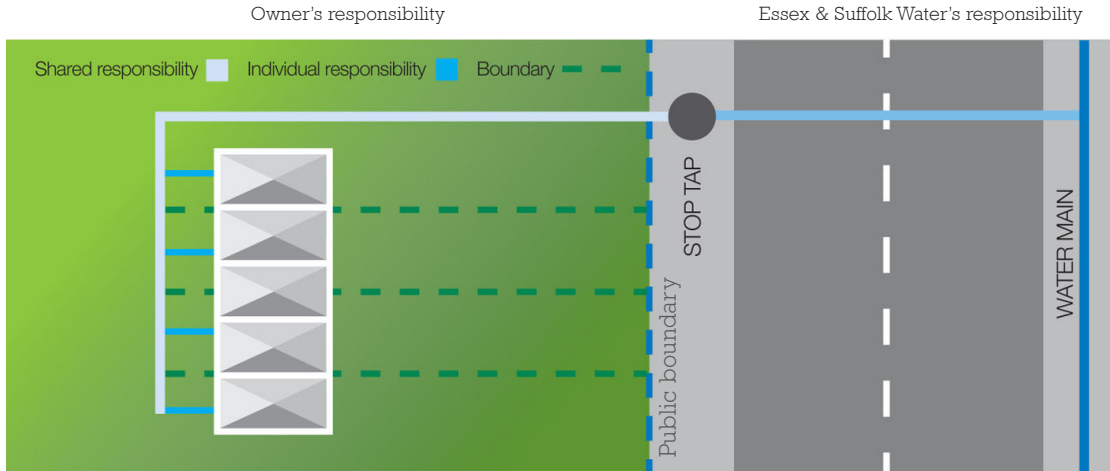 Owner's responsibility
Essex & Suffolk Water's responsibility
Shared responsibility
Individual responsibility
Boundary
STOP TAP
Public boundary
WATER MAIN